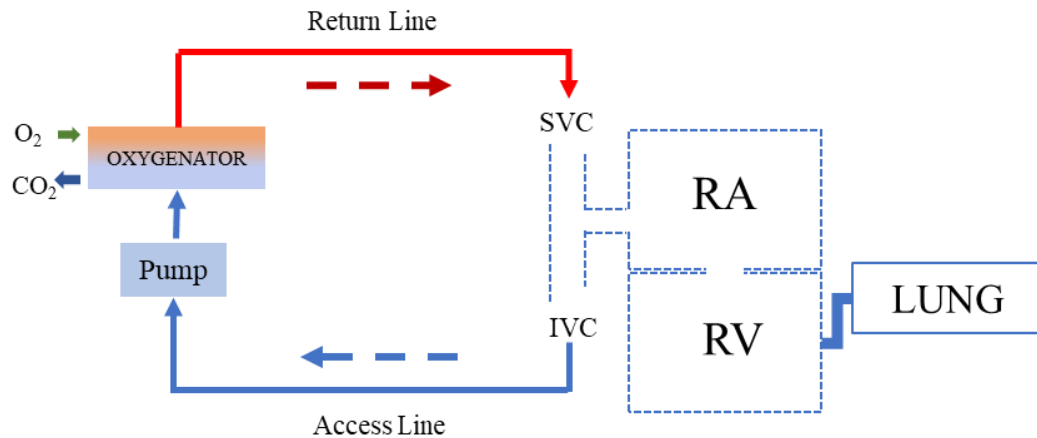 Return Line
O₂
OXYGENATOR
CO₂
SVC
RA
Pump
IVC
RV
LUNG
Access Line